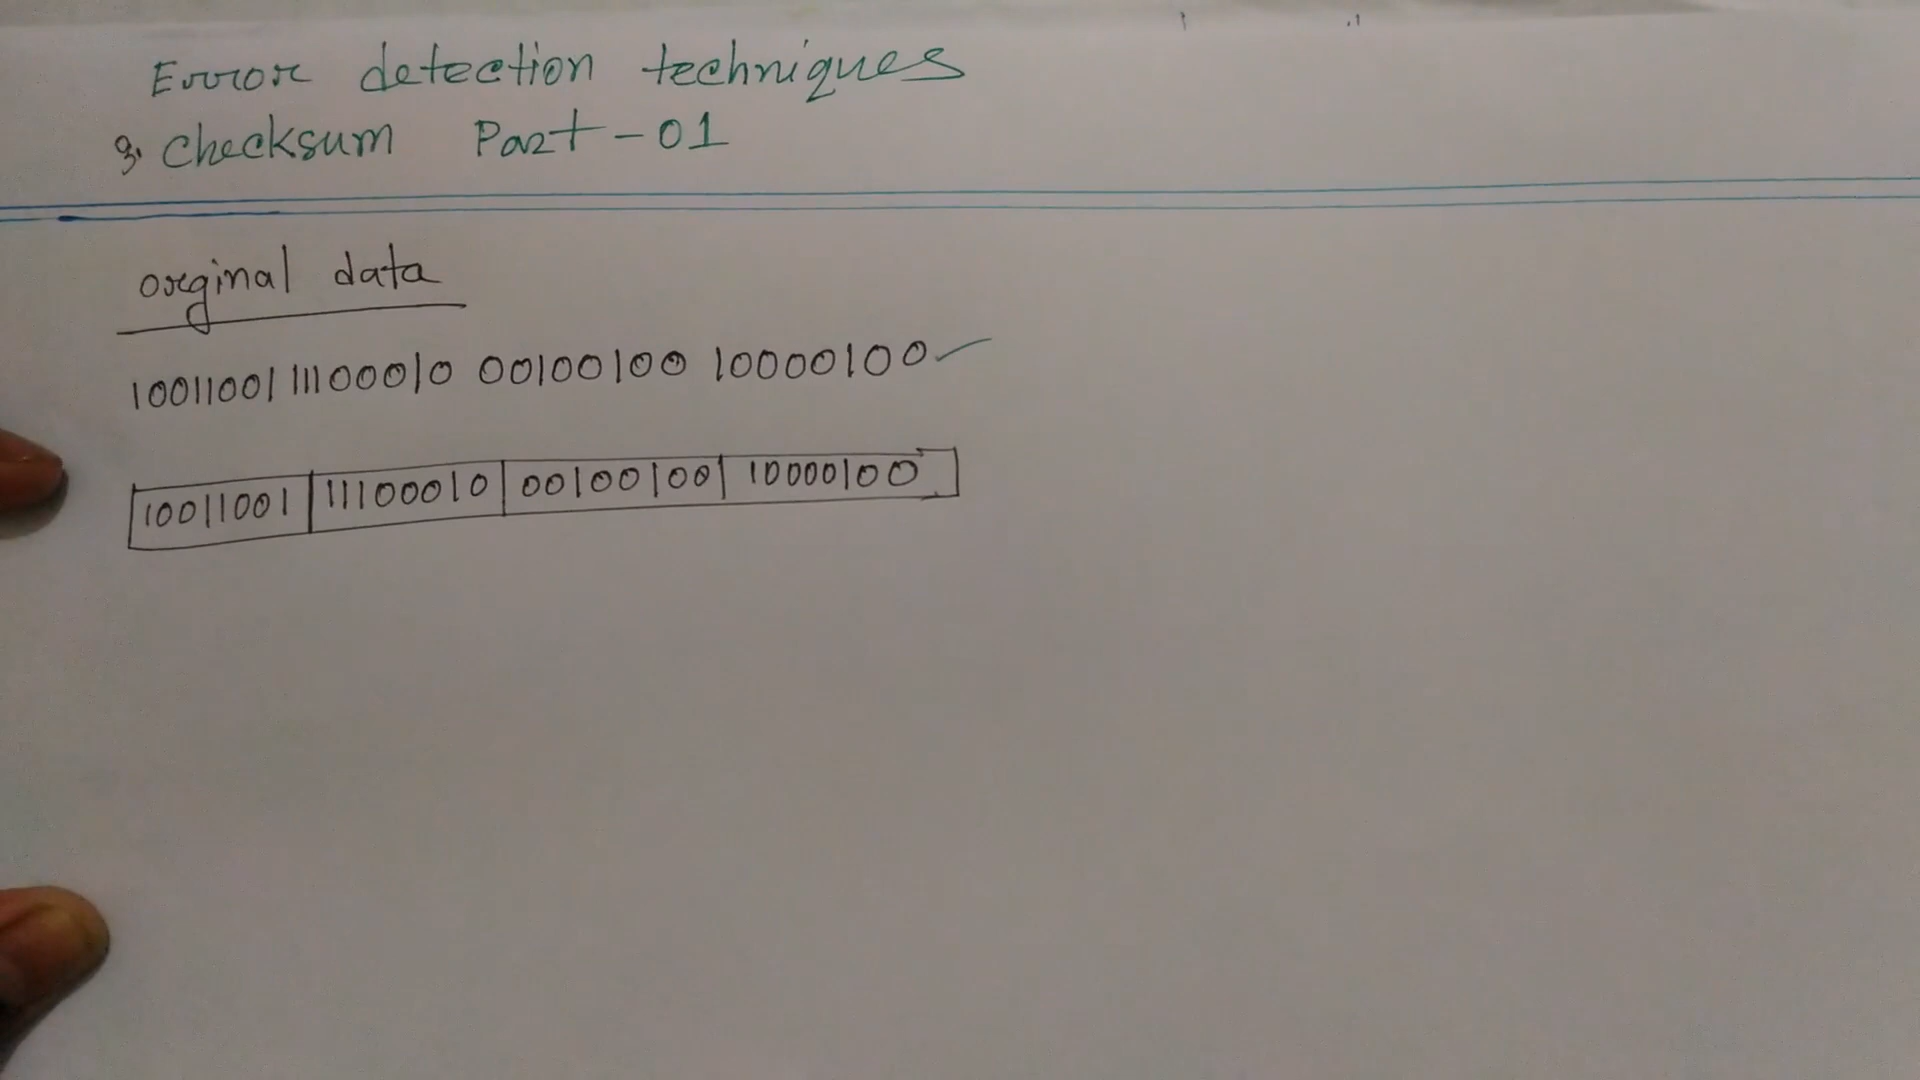 Error detection techniques
3. Checksum Part-01
orginal data
10011001 11100010 00100100 10000100
10011001 11100010 00100100 10000100